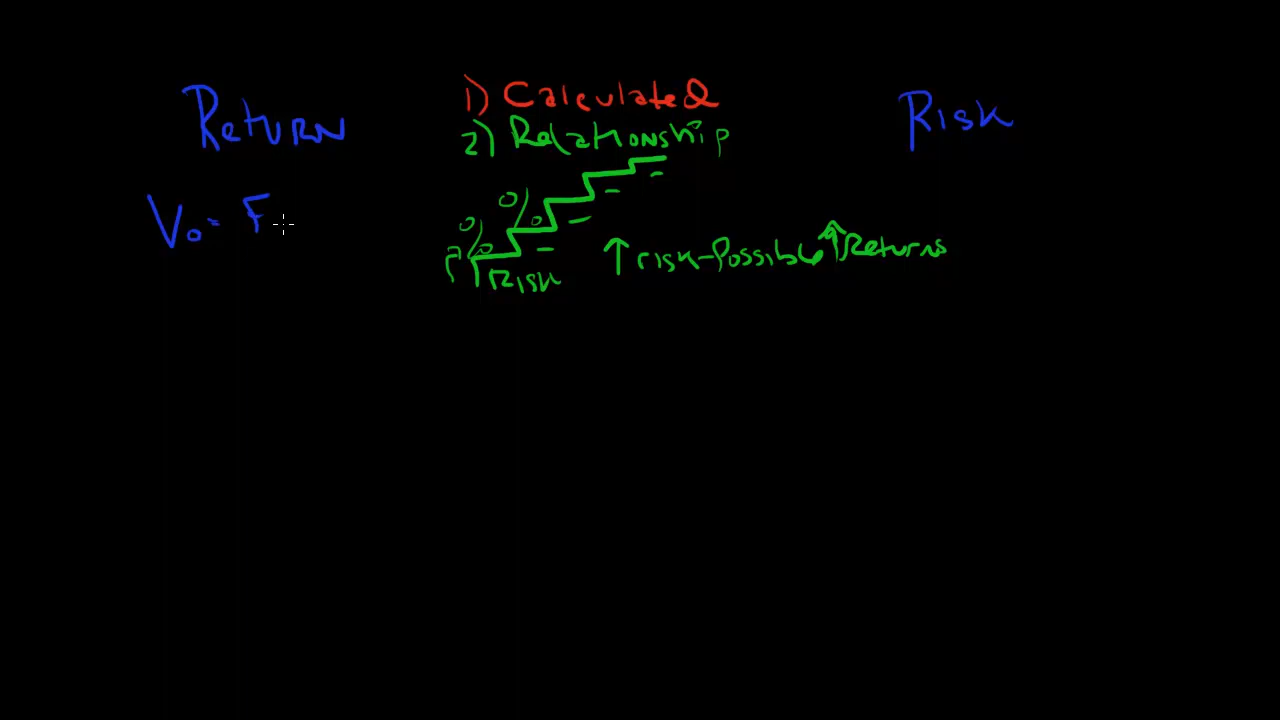 Return
1) Calculated
2) Relationship
Risk
V₀ = F
%
%
Risk
↑ risk - Possible ↑ Returns